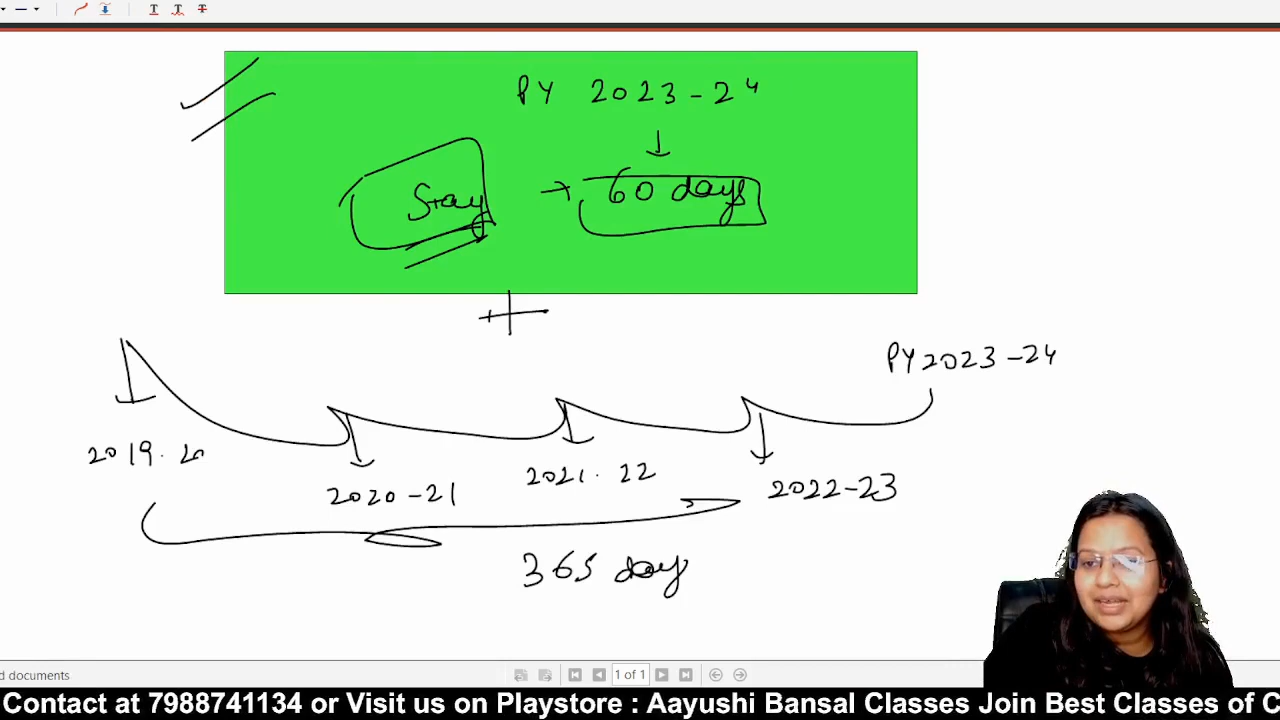 PY 2023-24
Stay → 60 days
+
PY 2023-24
2019-20
2020-21
2021-22
2022-23
365 day
d documents
1 of 1
Contact at 7988741134 or Visit us on Playstore : Aayushi Bansal Classes Join Best Classes of C